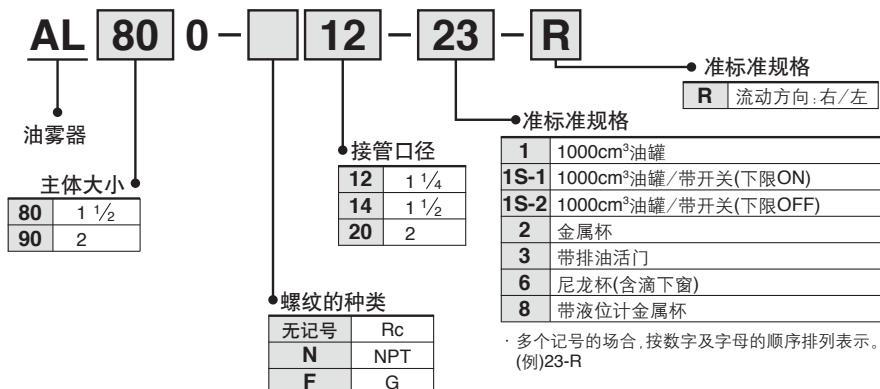 AL 80 0 – 12 – 23 – R
油雾器
主体大小
80 1 1/2
90 2
螺纹的种类
无记号 Rc
N NPT
F G
接管口径
12 1 1/4
14 1 1/2
20 2
准标准规格
1 1000cm³油罐
1S-1 1000cm³油罐/带开关(下限ON)
1S-2 1000cm³油罐/带开关(下限OFF)
2 金属杯
3 带排油活门
6 尼龙杯(含滴下窗)
8 带液位计金属杯
· 多个记号的场合,按数字及字母的顺序排列表示。
(例)23-R
准标准规格
R 流动方向:右/左